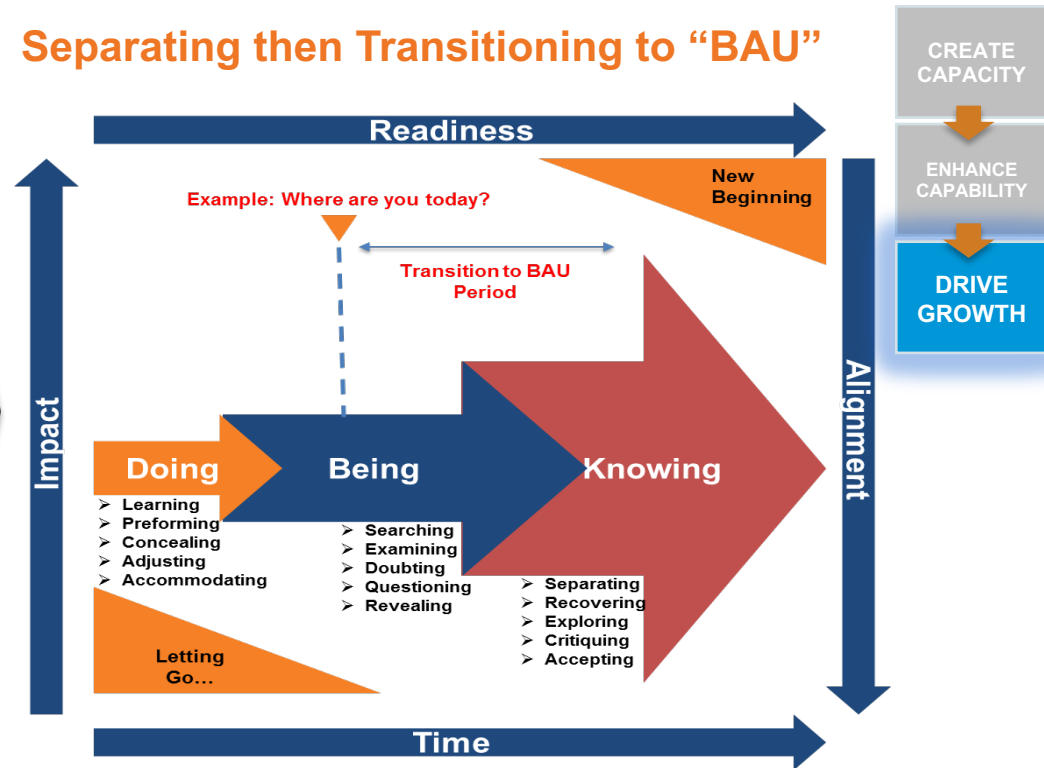 Separating then Transitioning to “BAU”
CREATE
CAPACITY
ENHANCE
CAPABILITY
DRIVE
GROWTH
Readiness
New
Beginning
Example: Where are you today?
Transition to BAU
Period
Impact
Alignment
Doing
Being
Knowing
➢ Learning
➢ Preforming
➢ Concealing
➢ Adjusting
➢ Accommodating
➢ Searching
➢ Examining
➢ Doubting
➢ Questioning
➢ Revealing
➢ Separating
➢ Recovering
➢ Exploring
➢ Critiquing
➢ Accepting
Letting
Go...
Time